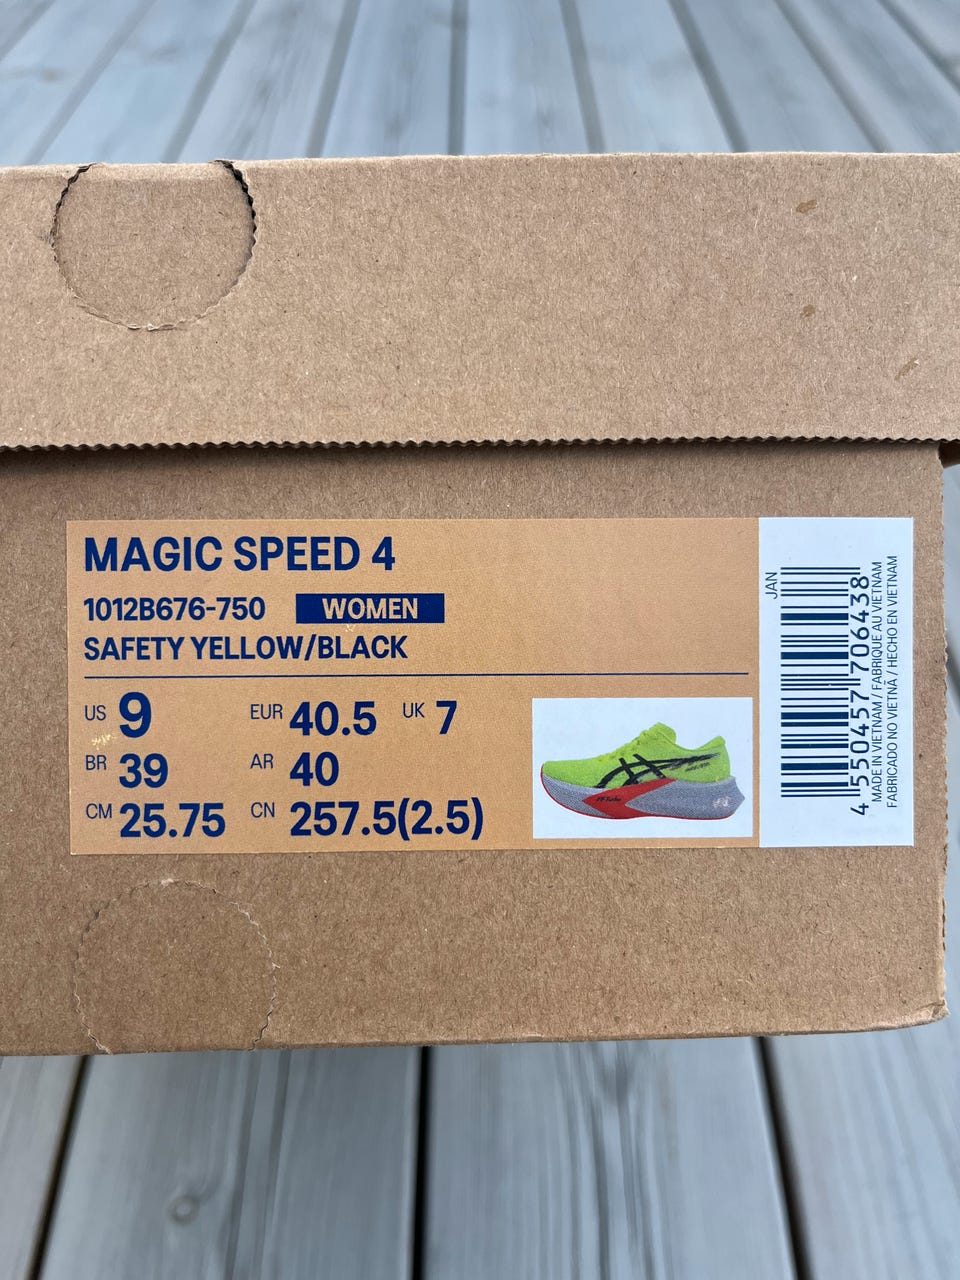 MAGIC SPEED 4
1012B676-750 WOMEN
SAFETY YELLOW/BLACK
US 9 EUR 40.5 UK 7
BR 39 AR 40
CM 25.75 CN 257.5(2.5)
FF Turbo
JAN
4 550457 706438
MADE IN VIETNAM / FABRIQUE AU VIETNAM
FABRICADO NO VIETNÃ / HECHO EN VIETNAM